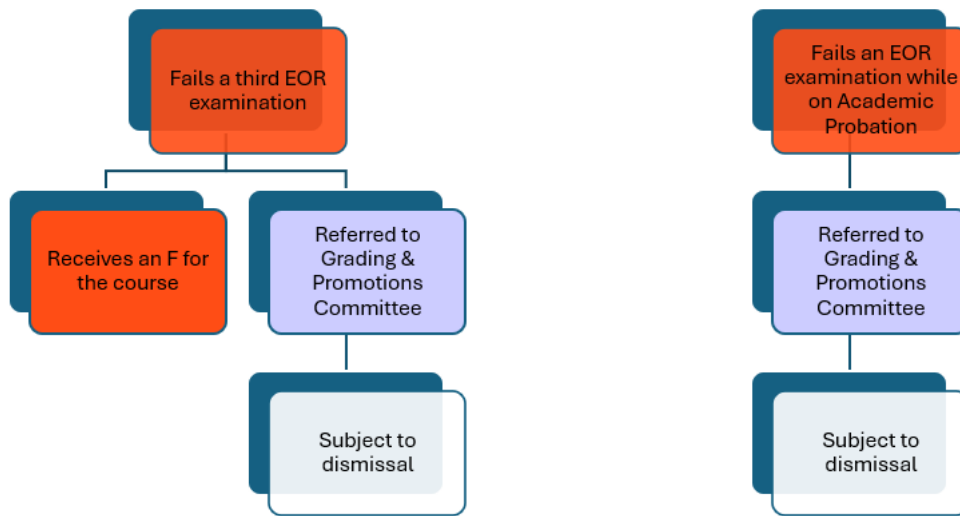 Fails a third EOR
examination
Receives an F for
the course
Referred to
Grading &
Promotions
Committee
Subject to
dismissal
Fails an EOR
examination while
on Academic
Probation
Referred to
Grading &
Promotions
Committee
Subject to
dismissal